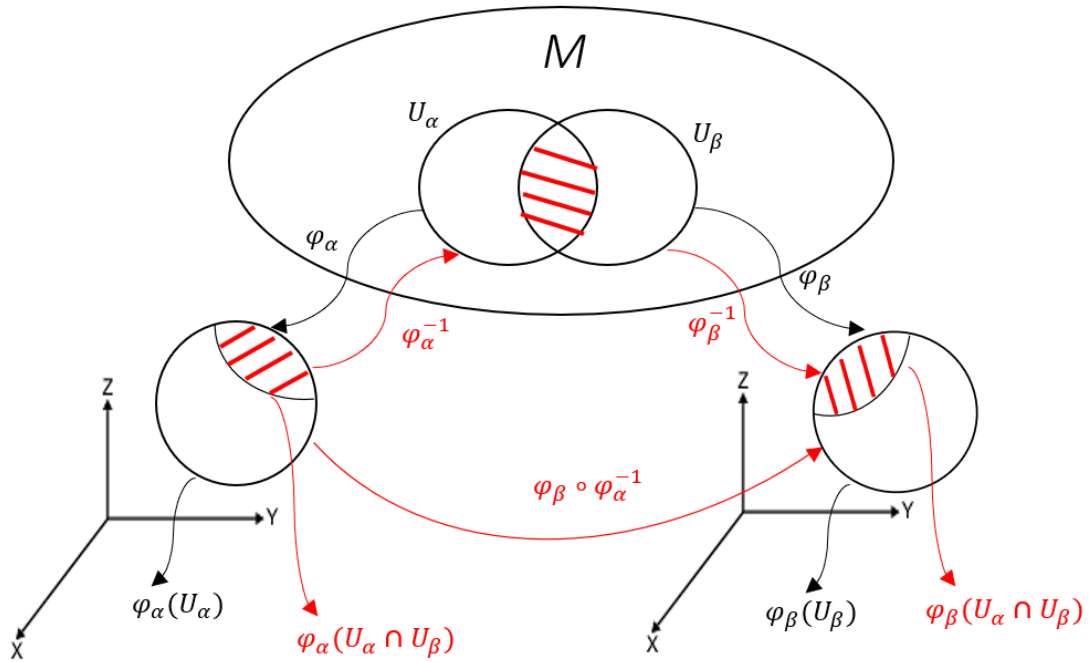 M
U_α
U_β
φ_α
φ_β
φ_α^{-1}
φ_β^{-1}
Z
Z
φ_β ∘ φ_α^{-1}
Y
Y
φ_α(U_α)
φ_β(U_β)
φ_β(U_α ∩ U_β)
φ_α(U_α ∩ U_β)
X
X